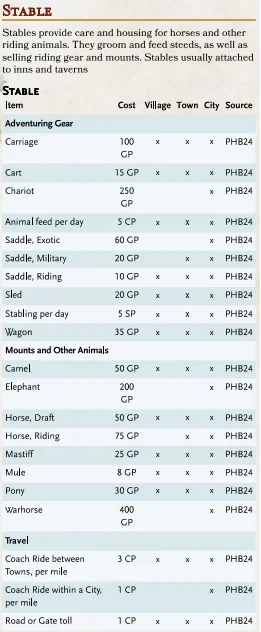 STABLE
Stables provide care and housing for horses and other
riding animals. They groom and feed steeds, as well as
selling riding gear and mounts. Stables usually attached
to inns and taverns
STABLE
Item Cost Village Town City Source
Adventuring Gear
Carriage 100 GP x x x PHB24
Cart 15 GP x x x PHB24
Chariot 250 GP x PHB24
Animal feed per day 5 CP x x x PHB24
Saddle, Exotic 60 GP x PHB24
Saddle, Military 20 GP x x PHB24
Saddle, Riding 10 GP x x x PHB24
Sled 20 GP x x x PHB24
Stabling per day 5 SP x x x PHB24
Wagon 35 GP x x x PHB24
Mounts and Other Animals
Camel 50 GP x x x PHB24
Elephant 200 GP x PHB24
Horse, Draft 50 GP x x x PHB24
Horse, Riding 75 GP x x PHB24
Mastiff 25 GP x x x PHB24
Mule 8 GP x x x PHB24
Pony 30 GP x x x PHB24
Warhorse 400 GP x PHB24
Travel
Coach Ride between Towns, per mile 3 CP x x x PHB24
Coach Ride within a City, per mile 1 CP x PHB24
Road or Gate toll 1 CP x x x PHB24